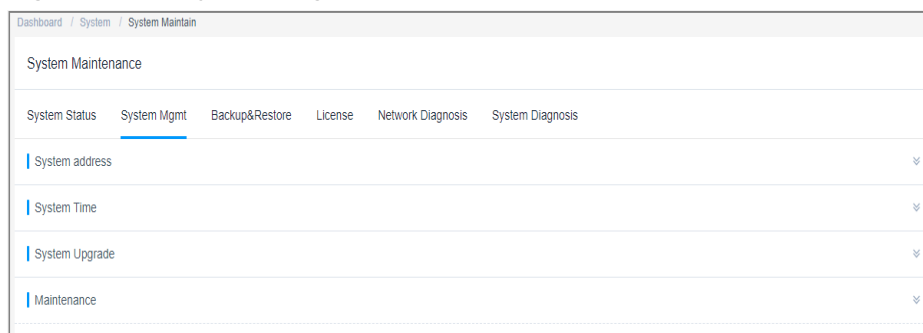 Dashboard / System / System Maintain
System Maintenance
System Status System Mgmt Backup&Restore License Network Diagnosis System Diagnosis
System address
System Time
System Upgrade
Maintenance